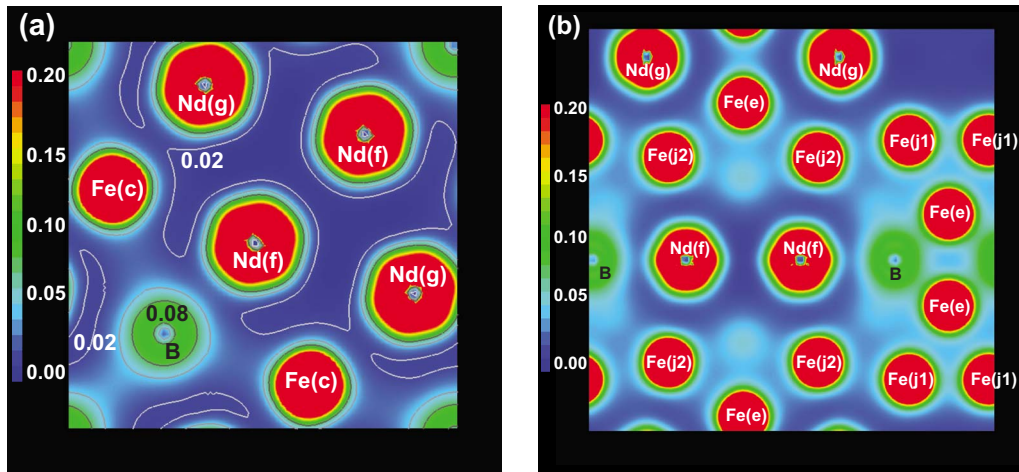 (a)
0.20
0.15
0.10
0.05
0.00
Nd(g)
Nd(f)
0.02
Fe(c)
Nd(f)
Nd(g)
0.08
B
0.02
Fe(c)
(b)
0.20
0.15
0.10
0.05
0.00
Nd(g) Nd(g)
Fe(e)
Fe(j2) Fe(j2) Fe(j1) Fe(j1)
Fe(e)
Nd(f) Nd(f)
B B
Fe(e)
Fe(j2) Fe(j2) Fe(j1) Fe(j1)
Fe(e)